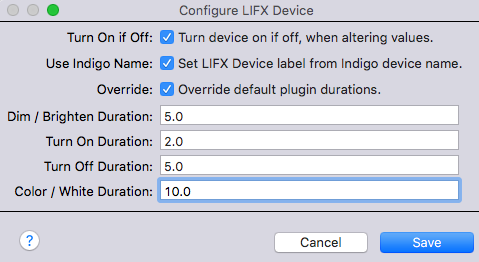 Configure LIFX Device
Turn On if Off: Turn device on if off, when altering values.
Use Indigo Name: Set LIFX Device label from Indigo device name.
Override: Override default plugin durations.
Dim / Brighten Duration: 5.0
Turn On Duration: 2.0
Turn Off Duration: 5.0
Color / White Duration: 10.0
? Cancel Save